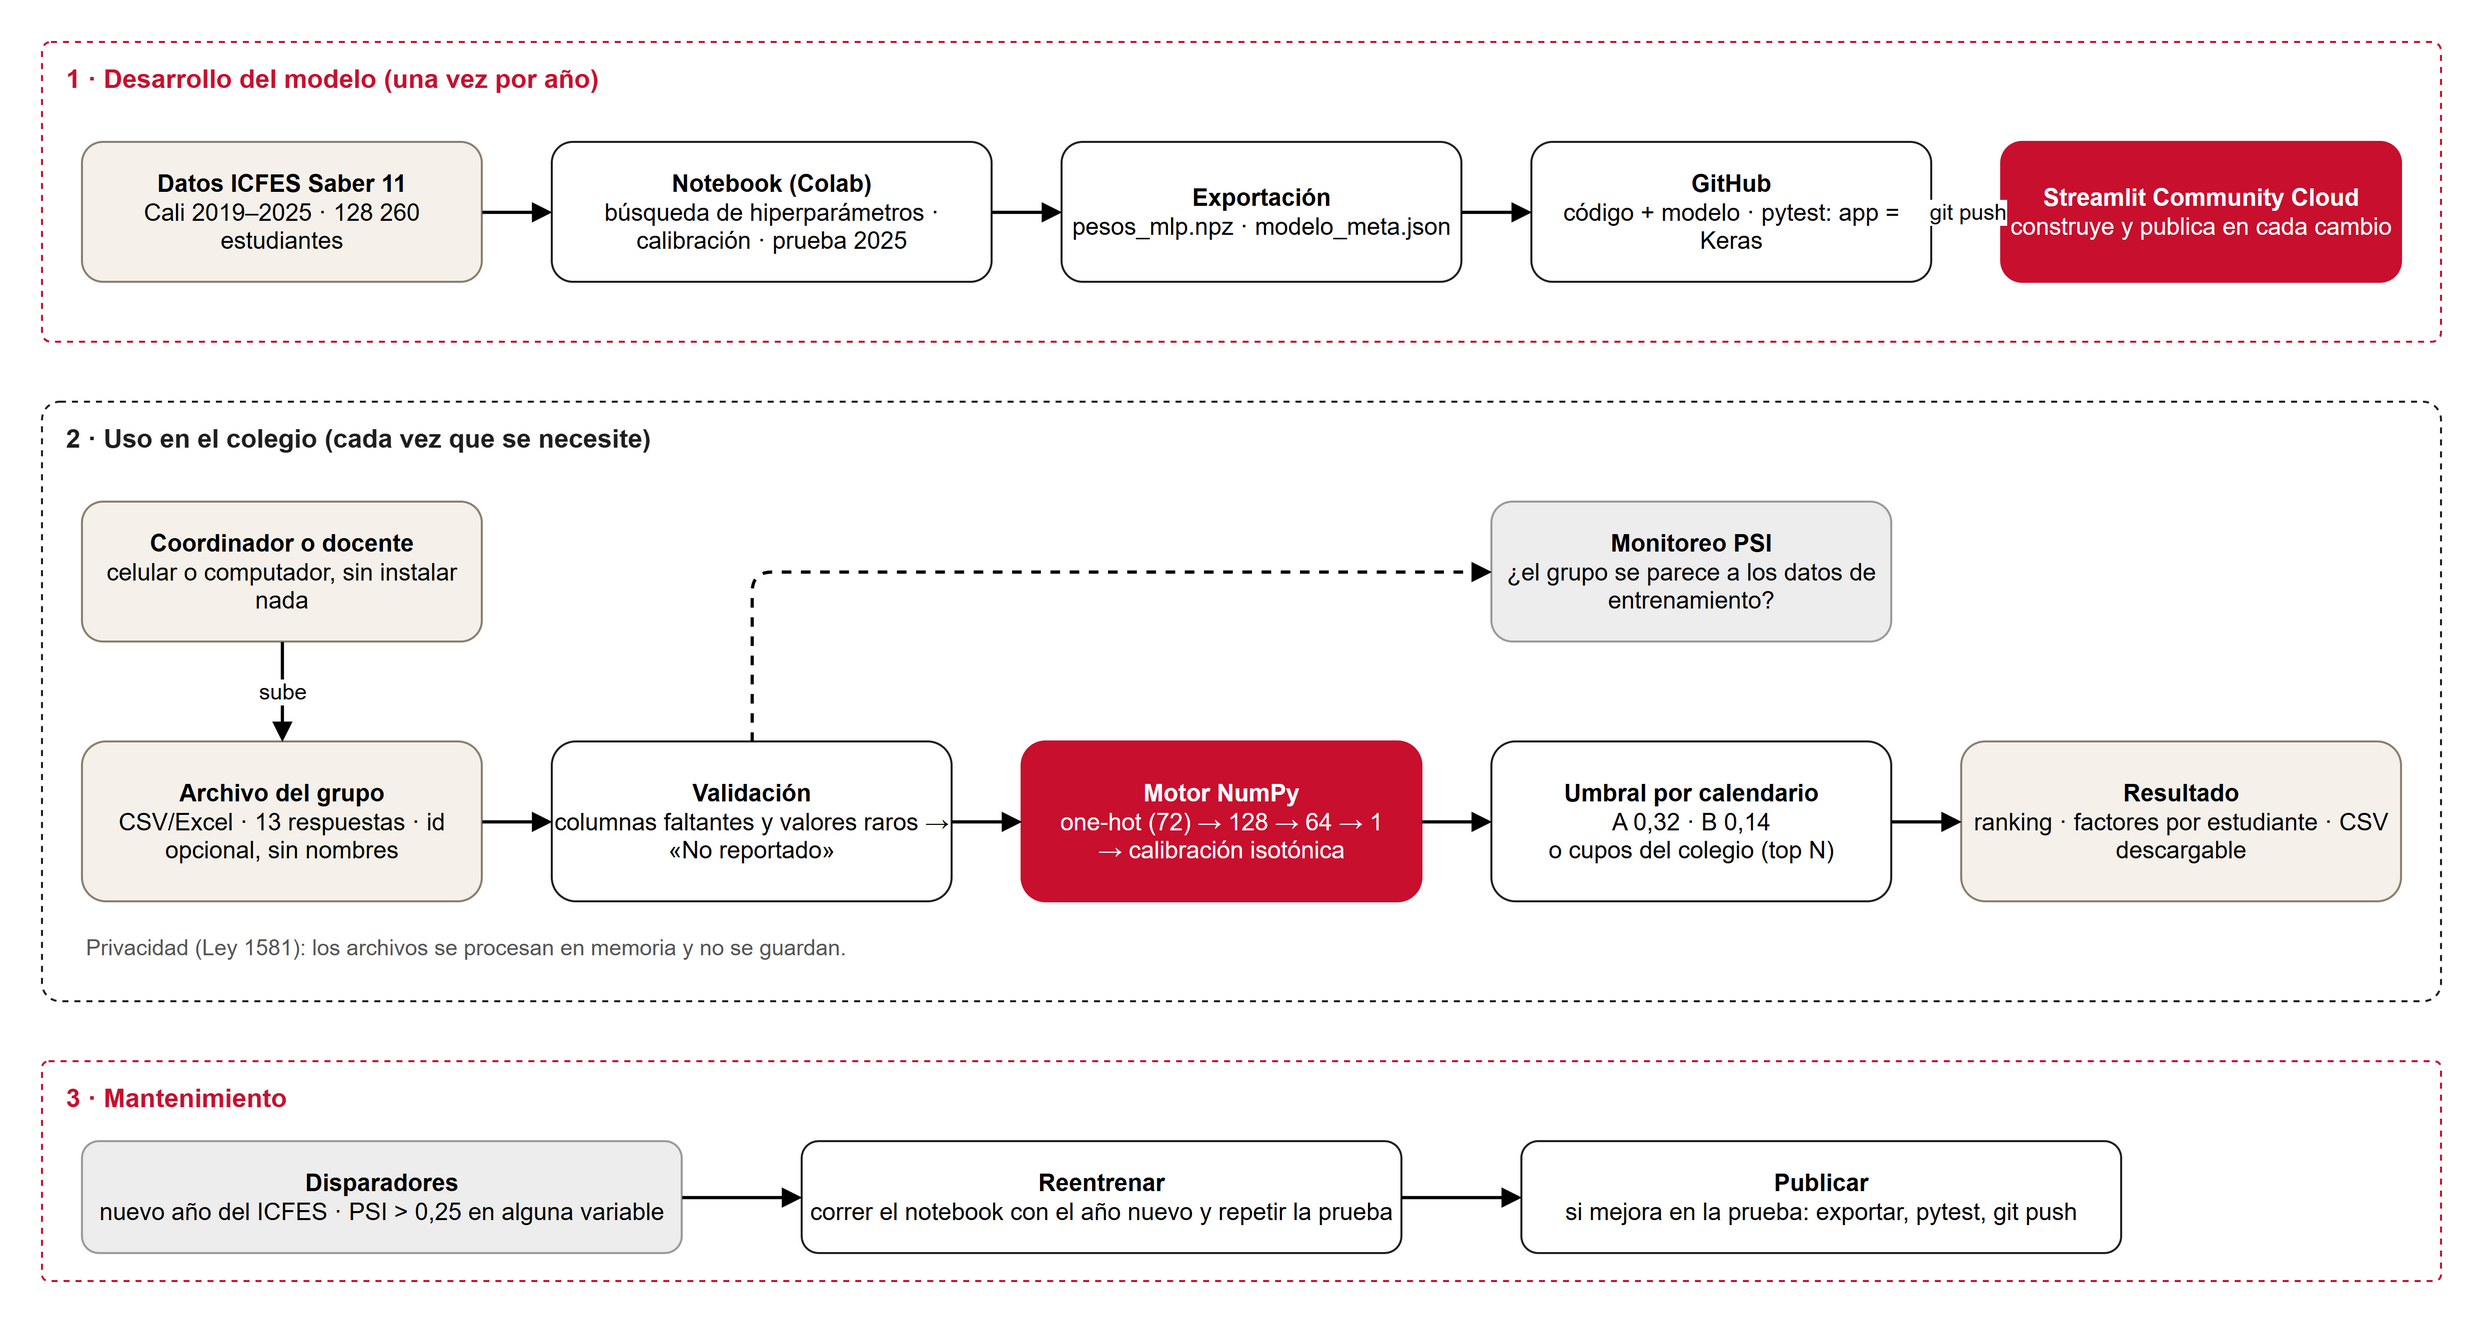 1 · Desarrollo del modelo (una vez por año)
Datos ICFES Saber 11
Cali 2019–2025 · 128 260
estudiantes
Notebook (Colab)
búsqueda de hiperparámetros ·
calibración · prueba 2025
Exportación
pesos_mlp.npz · modelo_meta.json
GitHub
código + modelo · pytest: app =
Keras
git push
Streamlit Community Cloud
construye y publica en cada cambio
2 · Uso en el colegio (cada vez que se necesite)
Coordinador o docente
celular o computador, sin instalar
nada
Monitoreo PSI
¿el grupo se parece a los datos de
entrenamiento?
sube
Archivo del grupo
CSV/Excel · 13 respuestas · id
opcional, sin nombres
Validación
columnas faltantes y valores raros →
«No reportado»
Motor NumPy
one-hot (72) → 128 → 64 → 1
→ calibración isotónica
Umbral por calendario
A 0,32 · B 0,14
o cupos del colegio (top N)
Resultado
ranking · factores por estudiante · CSV
descargable
Privacidad (Ley 1581): los archivos se procesan en memoria y no se guardan.
3 · Mantenimiento
Disparadores
nuevo año del ICFES · PSI > 0,25 en alguna variable
Reentrenar
correr el notebook con el año nuevo y repetir la prueba
Publicar
si mejora en la prueba: exportar, pytest, git push